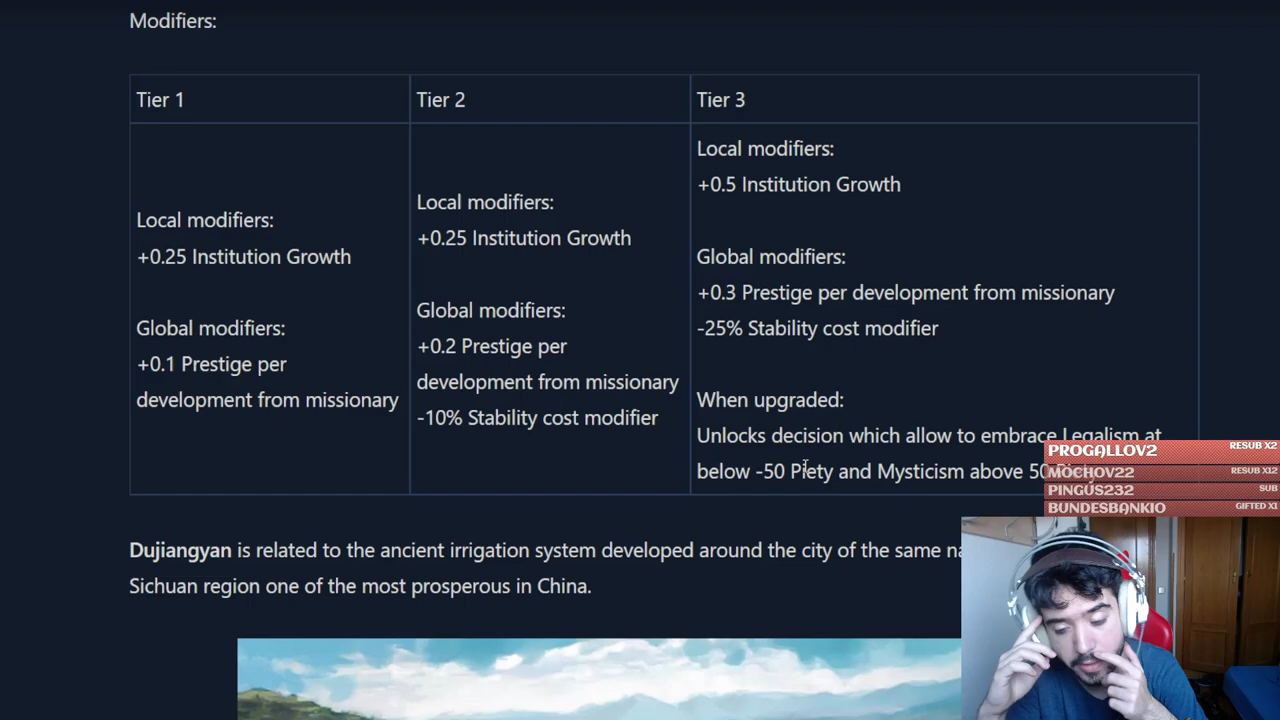 Modifiers:
Tier 1
Tier 2
Tier 3
Local modifiers:
+0.25 Institution Growth
Global modifiers:
+0.1 Prestige per
development from missionary
Local modifiers:
+0.25 Institution Growth
Global modifiers:
+0.2 Prestige per
development from missionary
-10% Stability cost modifier
Local modifiers:
+0.5 Institution Growth
Global modifiers:
+0.3 Prestige per development from missionary
-25% Stability cost modifier
When upgraded:
Unlocks decision which allow to embrace Legalism at
below -50 Piety and Mysticism above 50
PROGALLOV2 RESUB X2
MOCHOV22 RESUB X12
PINGUS232 SUB
BUNDESBANKIO GIFTED X1
Dujiangyan is related to the ancient irrigation system developed around the city of the same
Sichuan region one of the most prosperous in China.